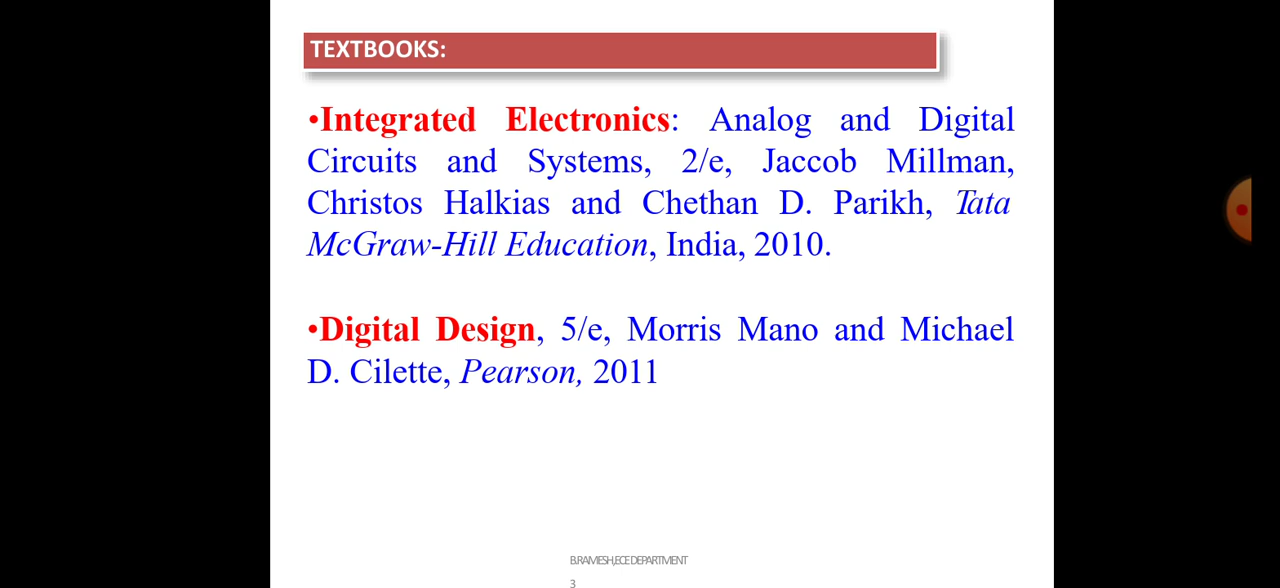 TEXTBOOKS:
•Integrated Electronics: Analog and Digital
Circuits and Systems, 2/e, Jaccob Millman,
Christos Halkias and Chethan D. Parikh, Tata
McGraw-Hill Education, India, 2010.
•Digital Design, 5/e, Morris Mano and Michael
D. Cilette, Pearson, 2011
B.RAMESH,ECE DEPARTMENT
3